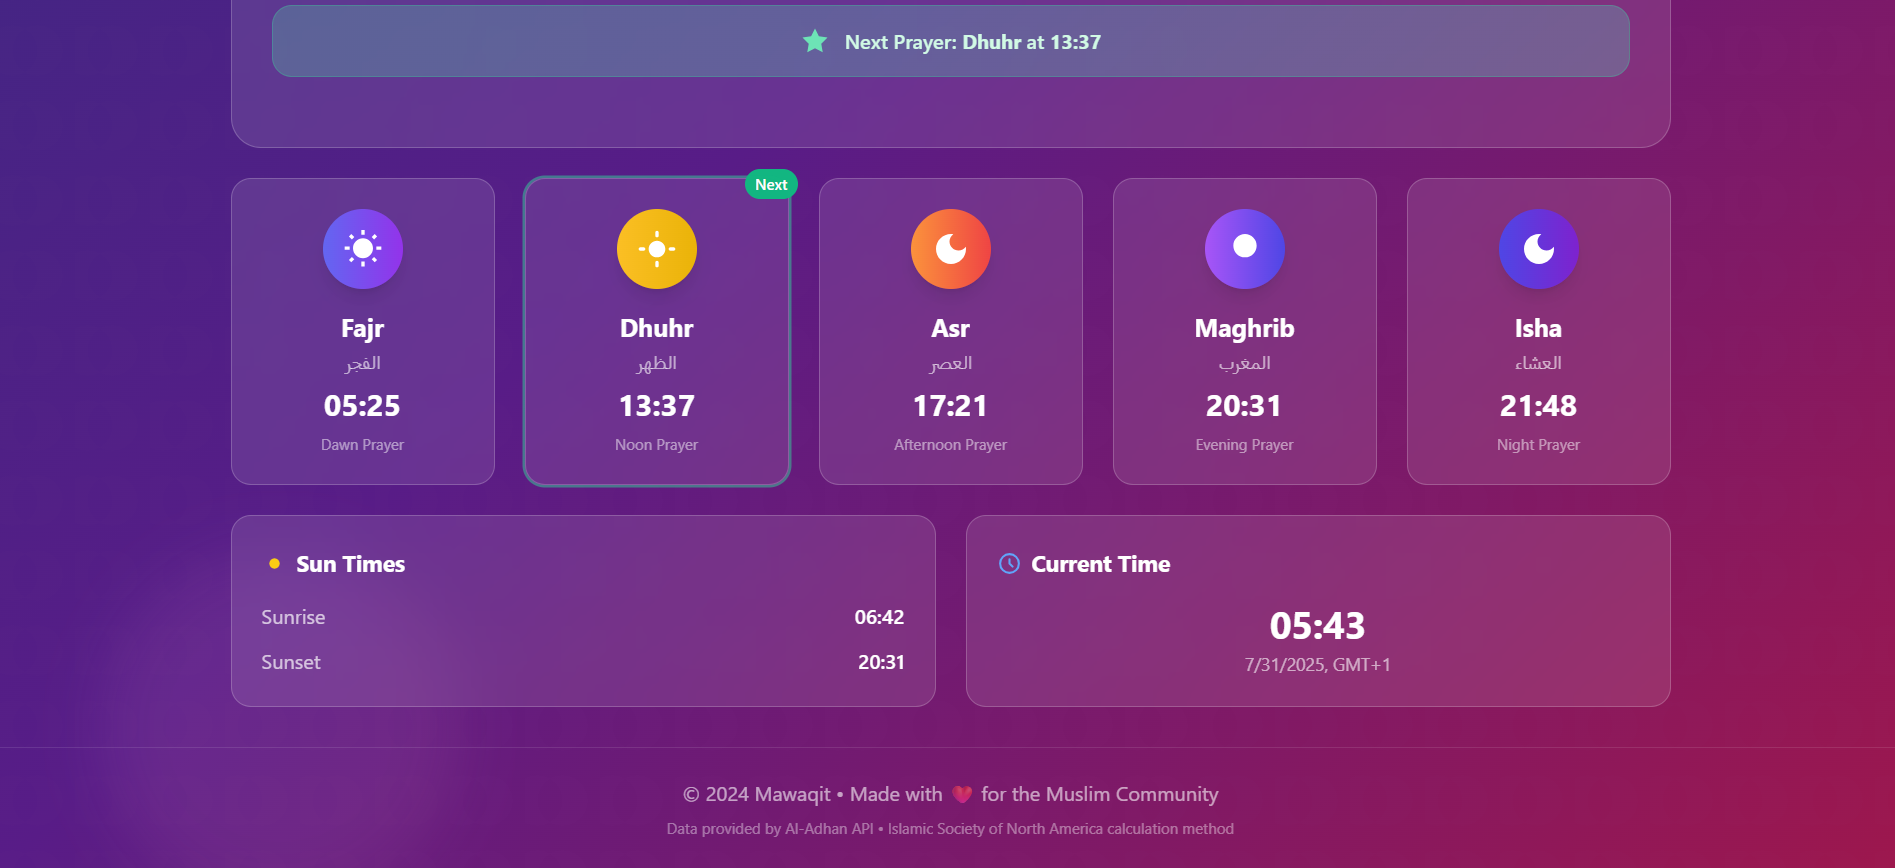 Next Prayer: Dhuhr at 13:37
Next
Fajr
الفجر
05:25
Dawn Prayer
Dhuhr
الظهر
13:37
Noon Prayer
Asr
العصر
17:21
Afternoon Prayer
Maghrib
المغرب
20:31
Evening Prayer
Isha
العشاء
21:48
Night Prayer
Sun Times
Sunrise 06:42
Sunset 20:31
Current Time
05:43
7/31/2025, GMT+1
© 2024 Mawaqit • Made with 💗 for the Muslim Community
Data provided by Al-Adhan API • Islamic Society of North America calculation method